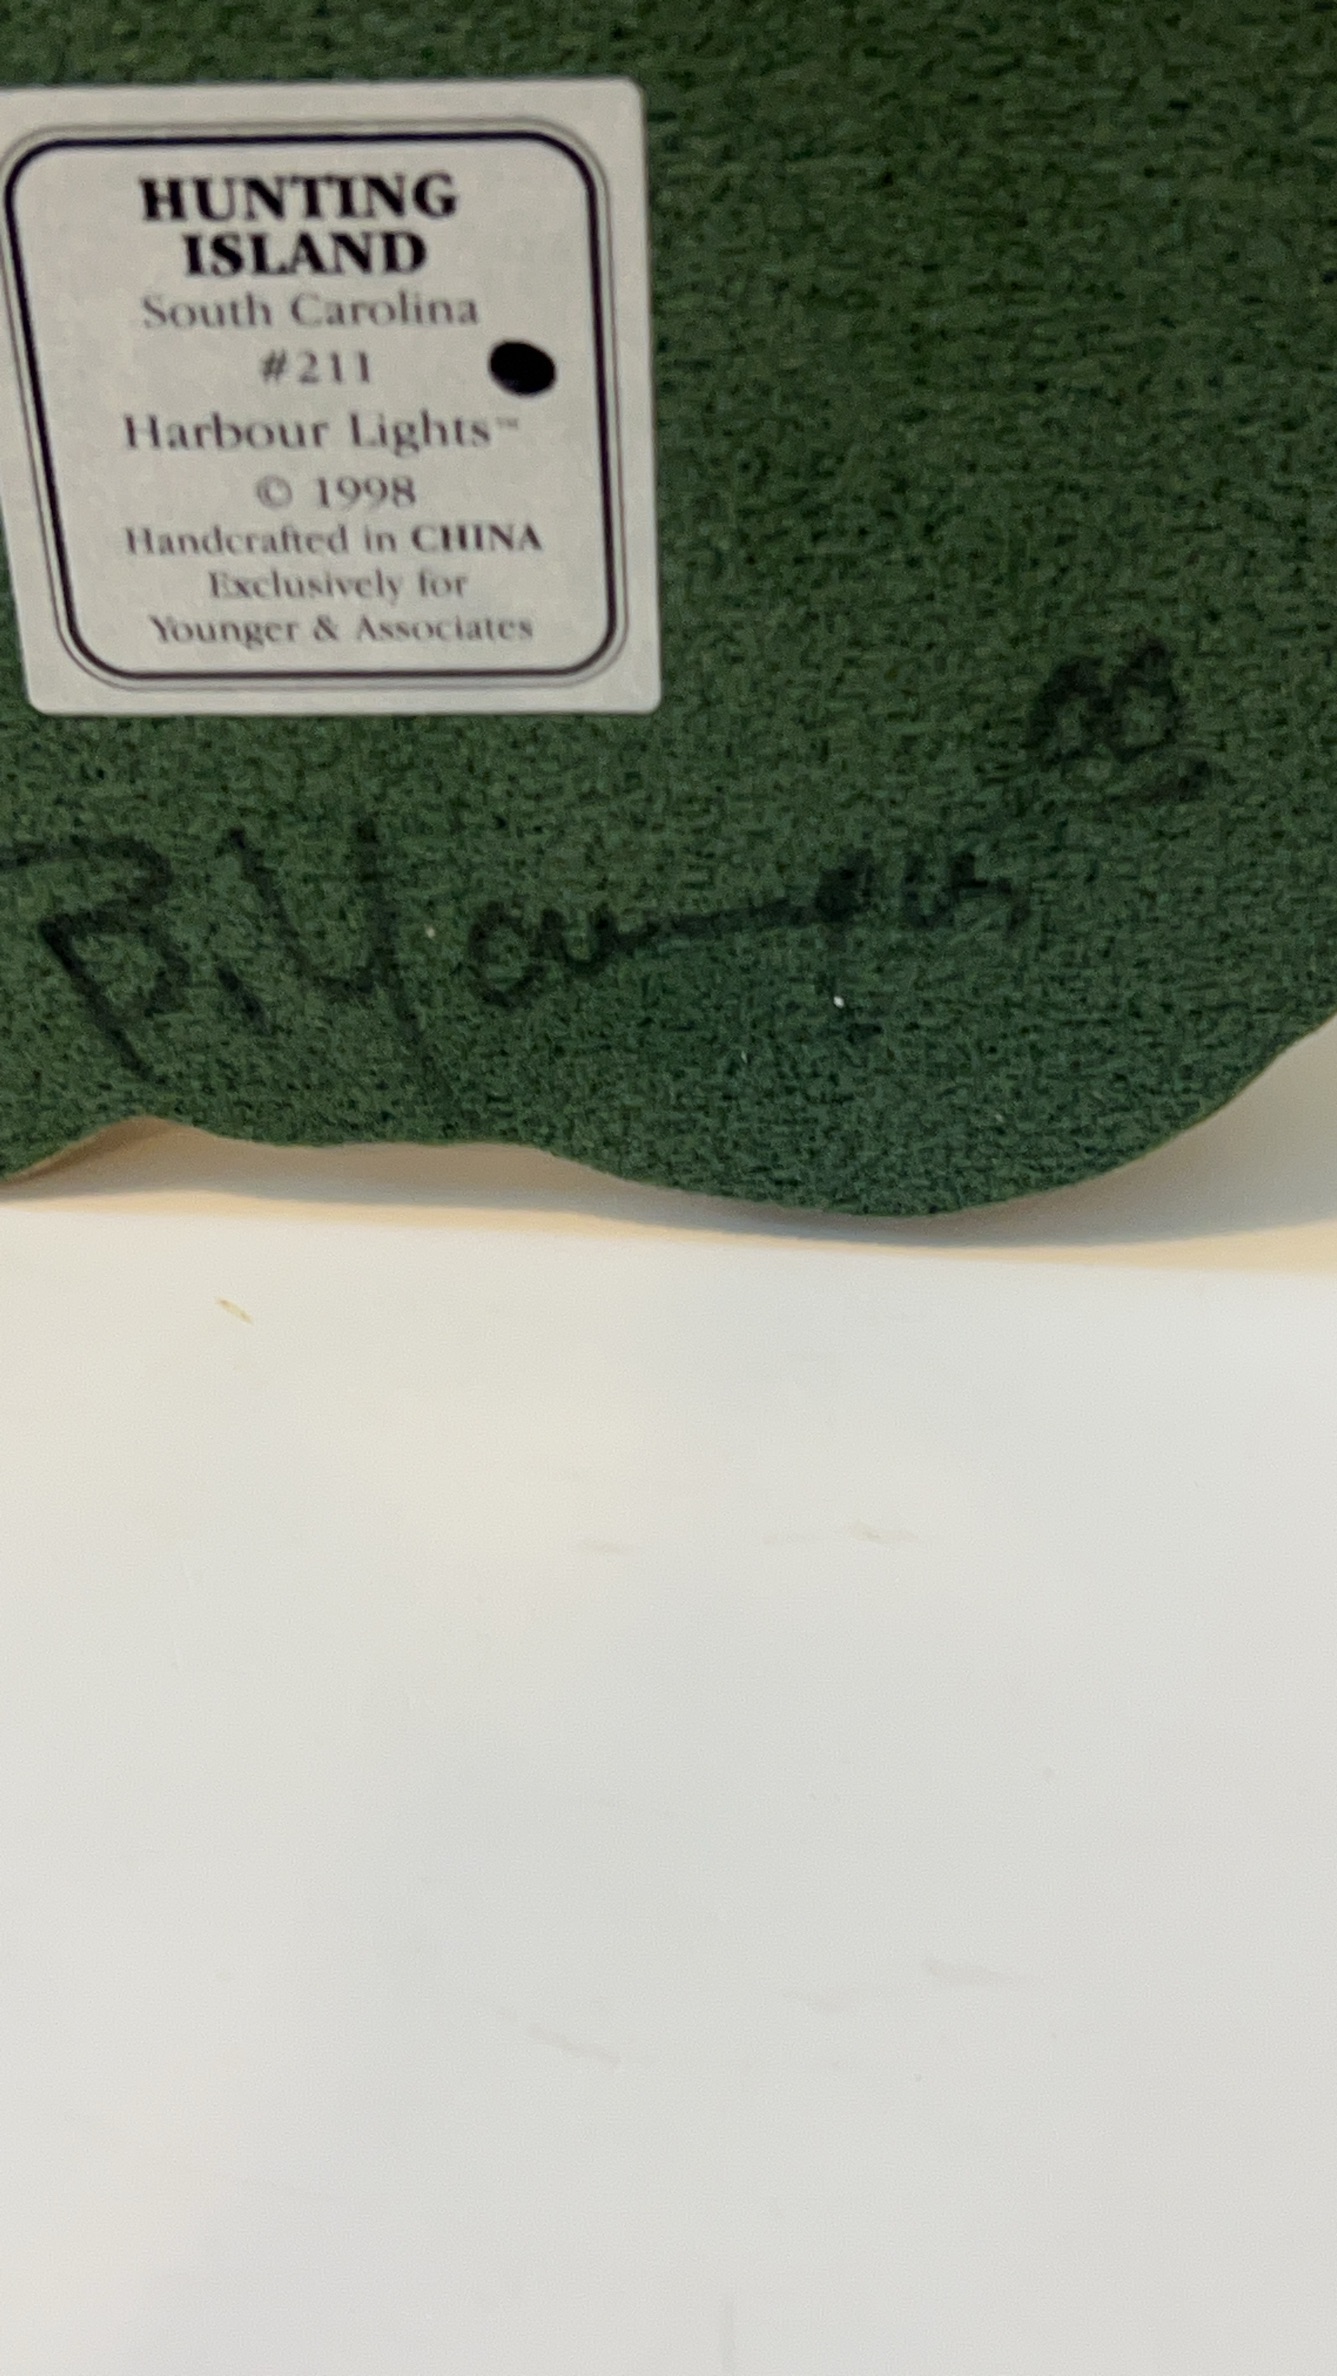 HUNTING
ISLAND
South Carolina
#211
Harbour Lights™
© 1998
Handcrafted in CHINA
Exclusively for
Younger & Associates